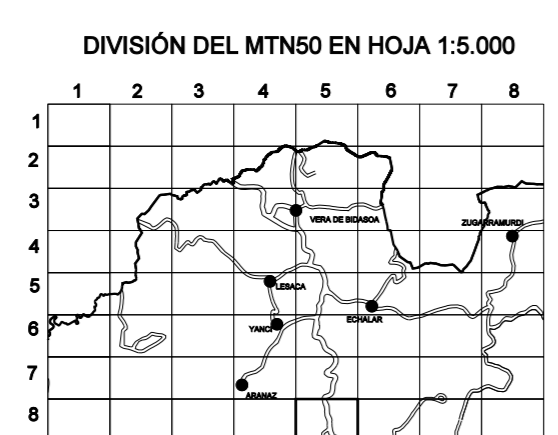 DIVISIÓN DEL MTN50 EN HOJA 1:5.000
1 2 3 4 5 6 7 8
1
2
3
VERA DE BIDASOA
ZUGARRAMURDI
4
5
LESACA
ECHALAR
6
YANCI
7
ARANAZ
8